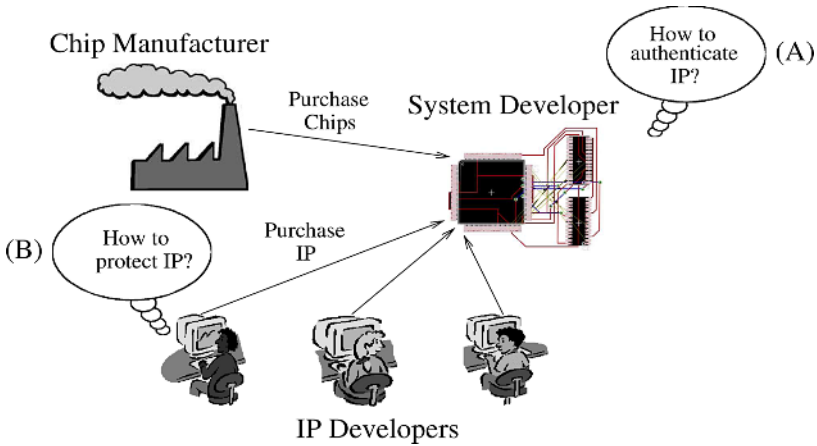 Chip Manufacturer
How to
authenticate
IP?
(A)
Purchase
Chips
System Developer
(B)
How to
protect IP?
Purchase
IP
IP Developers